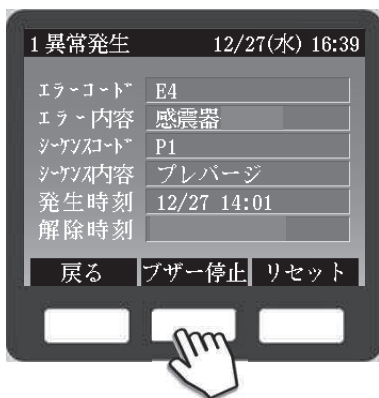 1 異常発生 12/27(水) 16:39
ｴﾗｰｺｰﾄﾞ E4
ｴﾗｰ内容 感震器
ｼｰｹﾝｽｺｰﾄﾞ P1
ｼｰｹﾝｽ内容 プレパージ
発生時刻 12/27 14:01
解除時刻
戻る ブザー停止 リセット